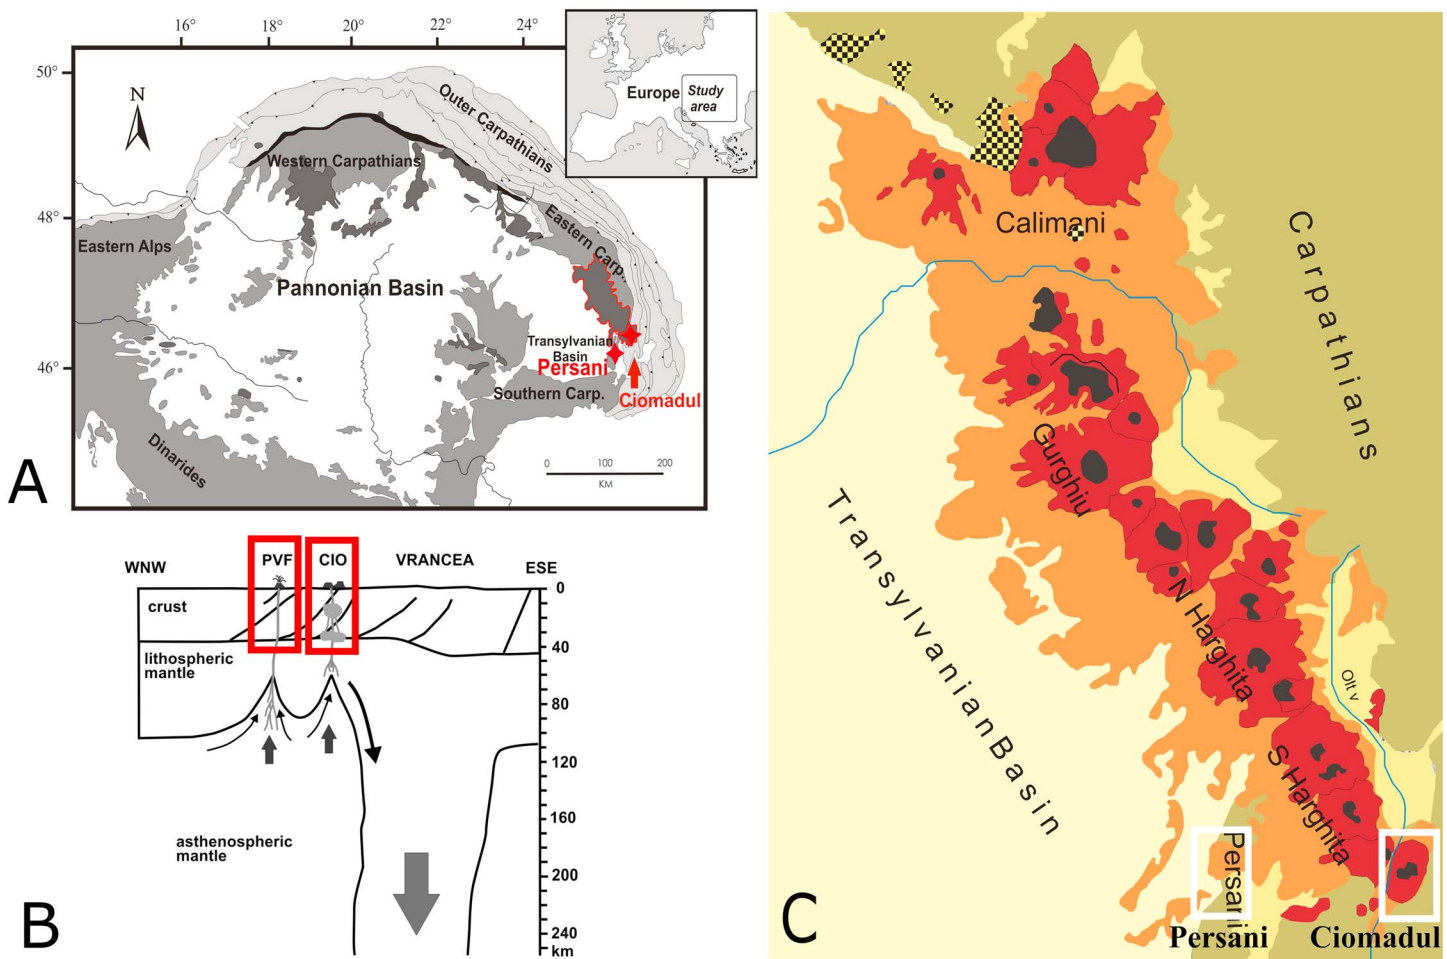 16°
18°
20°
22°
24°
50°
48°
46°
N
Outer Carpathians
Western Carpathians
Europe
Study
area
Eastern Alps
Eastern Carp.
Pannonian Basin
Transylvanian
Basin
Persani
Southern Carp.
Ciomadul
Dinarides
0
100
200
KM
A
WNW
PVF
CIO
VRANCEA
ESE
crust
lithospheric
mantle
asthenospheric
mantle
0
40
80
120
160
200
240
km
B
Calimani
Carpathians
Gurghiu
Transylvanian Basin
N Harghita
Olt v
S Harghita
Persani
Persani
Ciomadul
C